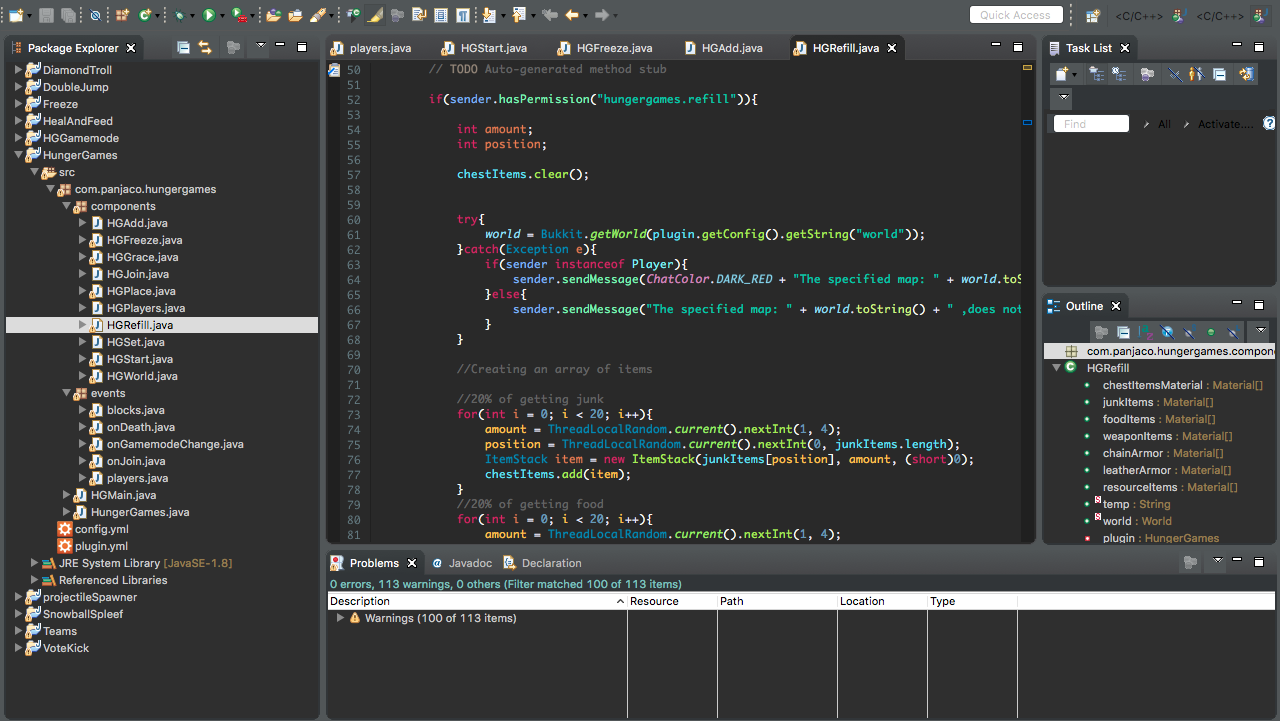 Quick Access
<C/C++>
<C/C++>
Package Explorer
DiamondTroll
DoubleJump
Freeze
HealAndFeed
HGGamemode
HungerGames
src
com.panjaco.hungergames
components
HGAdd.java
HGFreeze.java
HGGrace.java
HGJoin.java
HGPlace.java
HGPlayers.java
HGRefill.java
HGSet.java
HGStart.java
HGWorld.java
events
blocks.java
onDeath.java
onGamemodeChange.java
onJoin.java
players.java
HGMain.java
HungerGames.java
config.yml
plugin.yml
JRE System Library [JavaSE-1.8]
Referenced Libraries
projectileSpawner
SnowballSpleef
Teams
VoteKick
players.java
HGStart.java
HGFreeze.java
HGAdd.java
HGRefill.java
50 // TODO Auto-generated method stub
51
52 if(sender.hasPermission("hungergames.refill")){
53
54 int amount;
55 int position;
56
57 chestItems.clear();
58
59
60 try{
61 world = Bukkit.getWorld(plugin.getConfig().getString("world"));
62 }catch(Exception e){
63 if(sender instanceof Player){
64 sender.sendMessage(ChatColor.DARK_RED + "The specified map: " + world.toS
65 }else{
66 sender.sendMessage("The specified map: " + world.toString() + " ,does not
67 }
68 }
69
70 //Creating an array of items
71
72 //20% of getting junk
73 for(int i = 0; i < 20; i++){
74 amount = ThreadLocalRandom.current().nextInt(1, 4);
75 position = ThreadLocalRandom.current().nextInt(0, junkItems.length);
76 ItemStack item = new ItemStack(junkItems[position], amount, (short)0);
77 chestItems.add(item);
78 }
79 //20% of getting food
80 for(int i = 0; i < 20; i++){
81 amount = ThreadLocalRandom.current().nextInt(1, 4);
Task List
Find
All
Activate....
Outline
com.panjaco.hungergames.compon
HGRefill
chestItemsMaterial : Material[]
junkItems : Material[]
foodItems : Material[]
weaponItems : Material[]
chainArmor : Material[]
leatherArmor : Material[]
resourceItems : Material[]
temp : String
world : World
plugin : HungerGames
Problems
Javadoc
Declaration
0 errors, 113 warnings, 0 others (Filter matched 100 of 113 items)
Description
Resource
Path
Location
Type
Warnings (100 of 113 items)